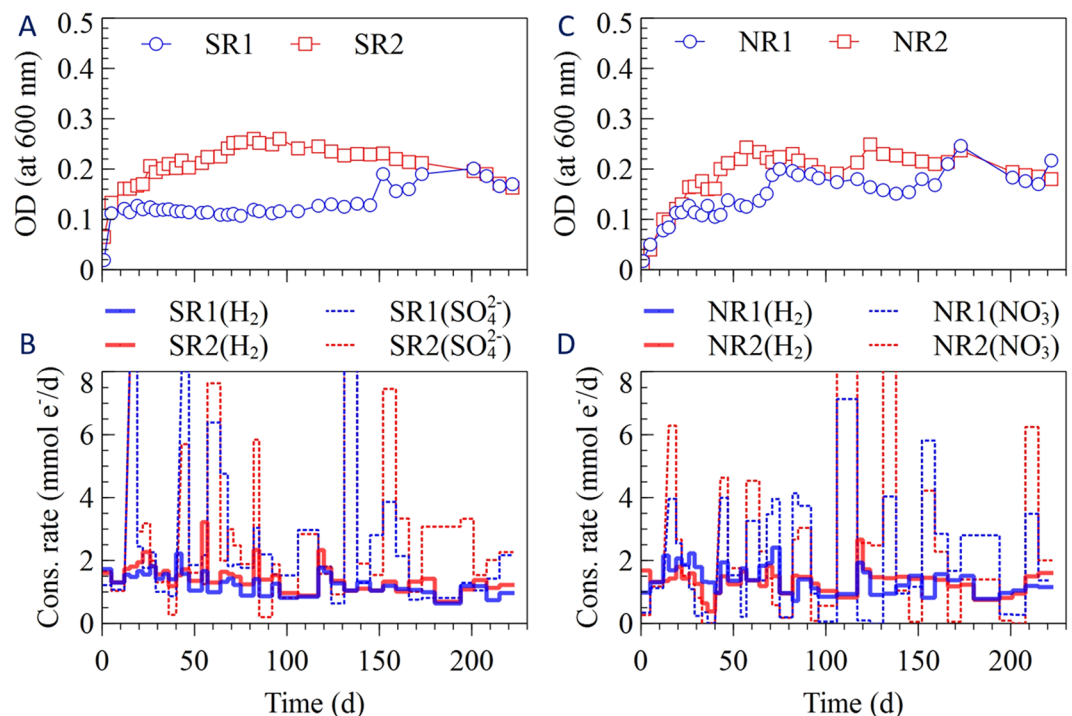 A
SR1 SR2
OD (at 600 nm)
0.5
0.4
0.3
0.2
0.1
0
C
NR1 NR2
OD (at 600 nm)
0.5
0.4
0.3
0.2
0.1
0
B
SR1(H₂) SR1(SO₄²⁻)
SR2(H₂) SR2(SO₄²⁻)
Cons. rate (mmol e⁻/d)
8
6
4
2
0
0 50 100 150 200
Time (d)
D
NR1(H₂) NR1(NO₃⁻)
NR2(H₂) NR2(NO₃⁻)
Cons. rate (mmol e⁻/d)
8
6
4
2
0
0 50 100 150 200
Time (d)